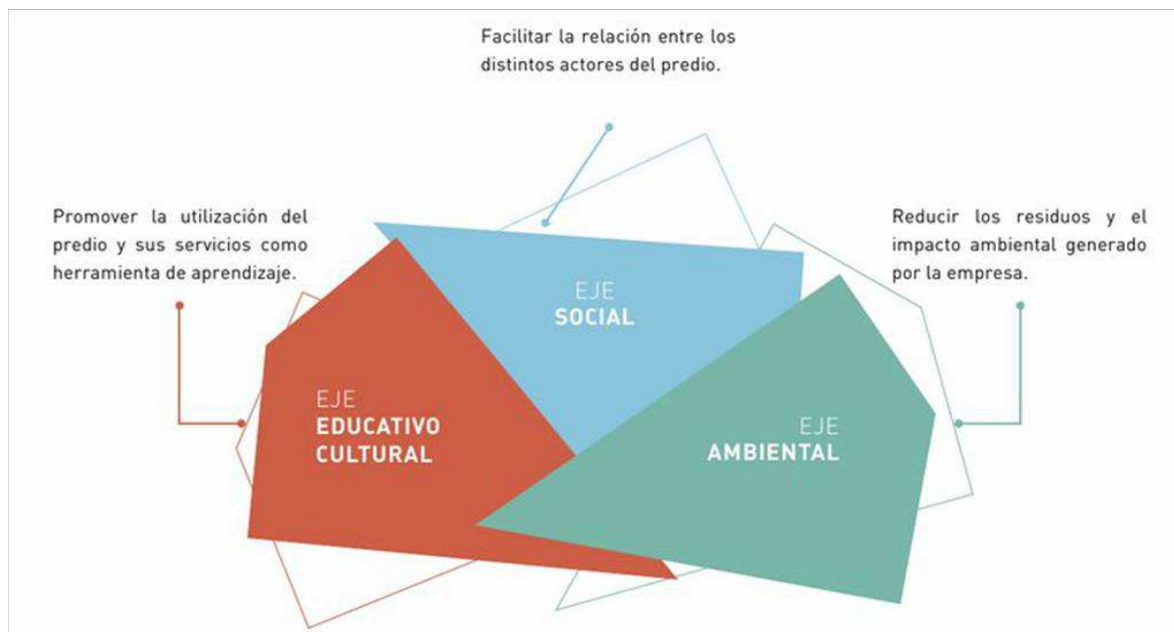 Facilitar la relación entre los
distintos actores del predio.
Promover la utilización del
predio y sus servicios como
herramienta de aprendizaje.
Reducir los residuos y el
impacto ambiental generado
por la empresa.
EJE
SOCIAL
EJE
EDUCATIVO
CULTURAL
EJE
AMBIENTAL